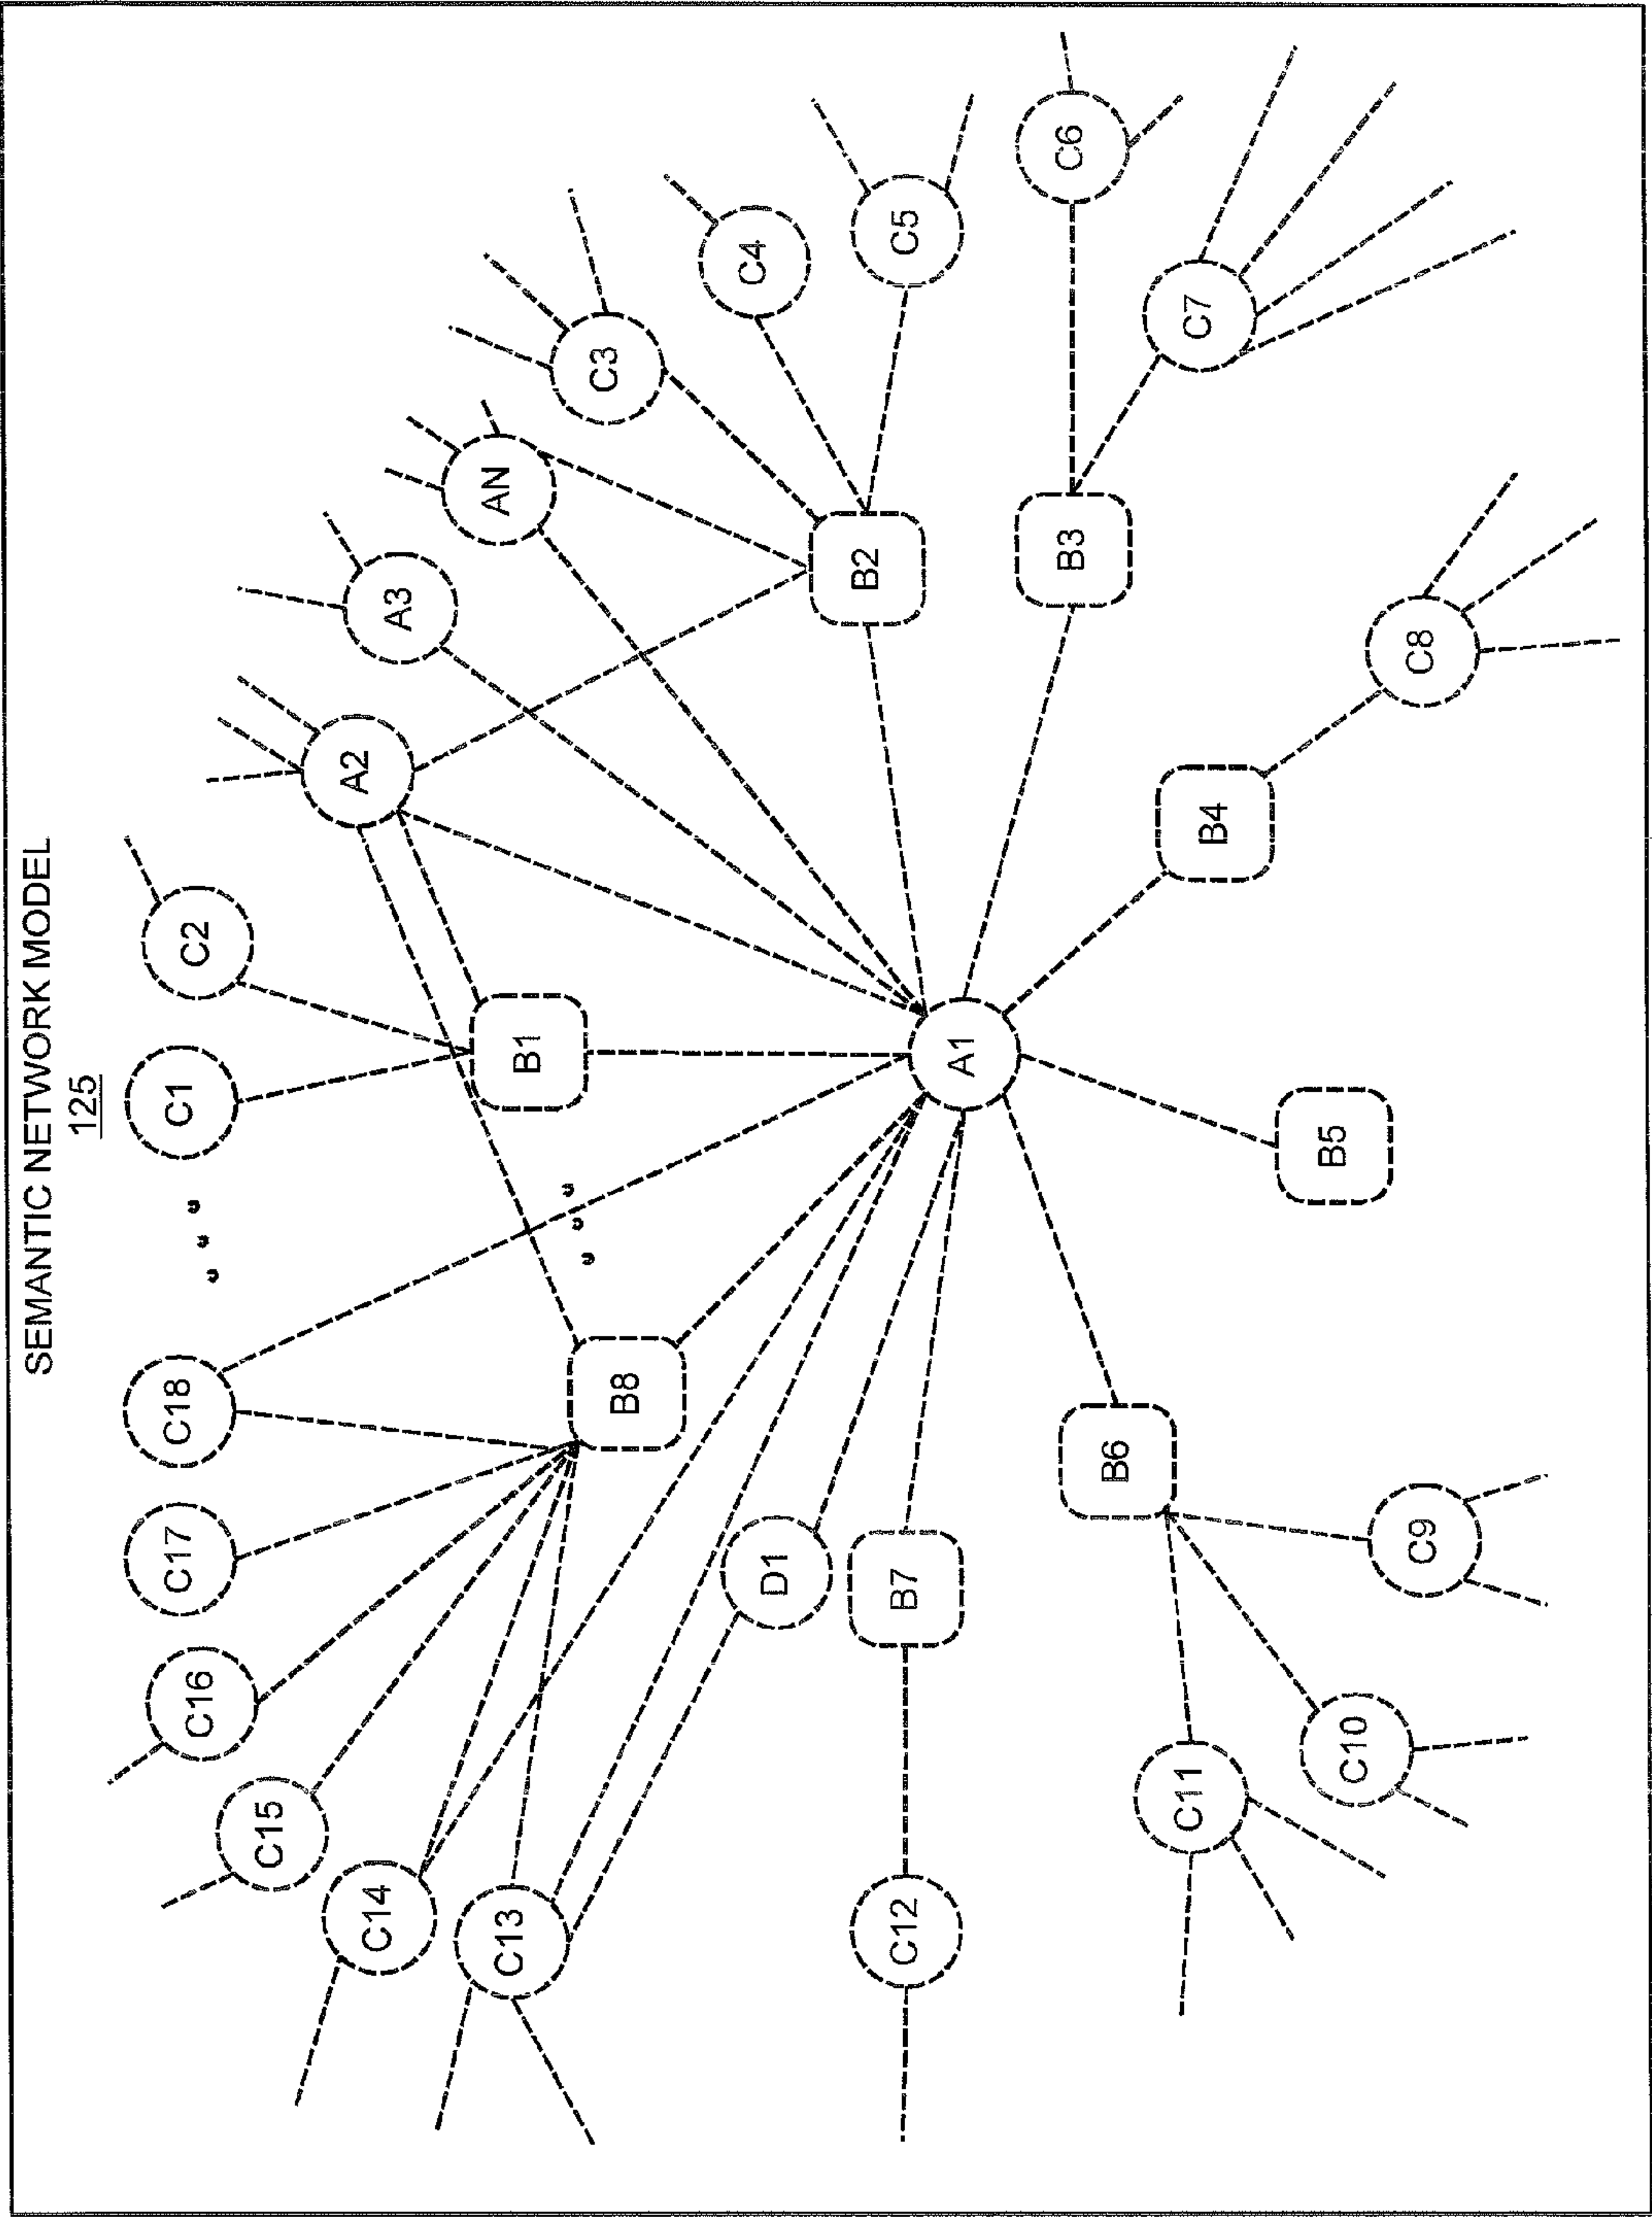 SEMANTIC NETWORK MODEL
125
C18
C1
C2
C17
C16
C15
C14
C13
B8
B1
A2
A3
AN
C3
C4
C5
D1
B7
C12
A1
B2
B3
C6
C7
B6
B5
B4
C8
C11
C10
C9